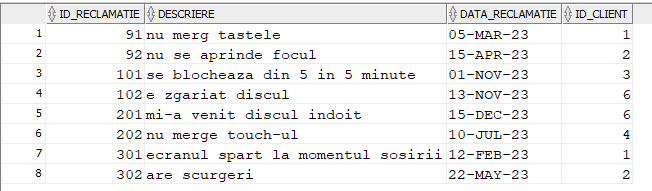 ID_RECLAMATIE DESCRIERE DATA_RECLAMATIE ID_CLIENT
1 91 nu merg tastele 05-MAR-23 1
2 92 nu se aprinde focul 15-APR-23 2
3 101 se blocheaza din 5 in 5 minute 01-NOV-23 3
4 102 e zgariat discul 13-NOV-23 6
5 201 mi-a venit discul indoit 15-DEC-23 6
6 202 nu merge touch-ul 10-JUL-23 4
7 301 ecranul spart la momentul sosirii 12-FEB-23 1
8 302 are scurgeri 22-MAY-23 2